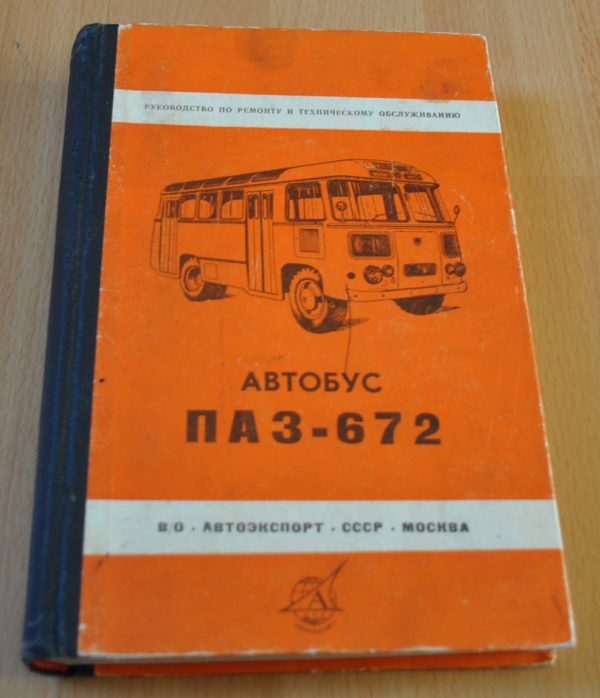 РУКОВОДСТВО ПО РЕМОНТУ И ТЕХНИЧЕСКОМУ ОБСЛУЖИВАНИЮ
АВТОБУС
ПАЗ-672
В/О · АВТОЭКСПОРТ · СССР · МОСКВА
А